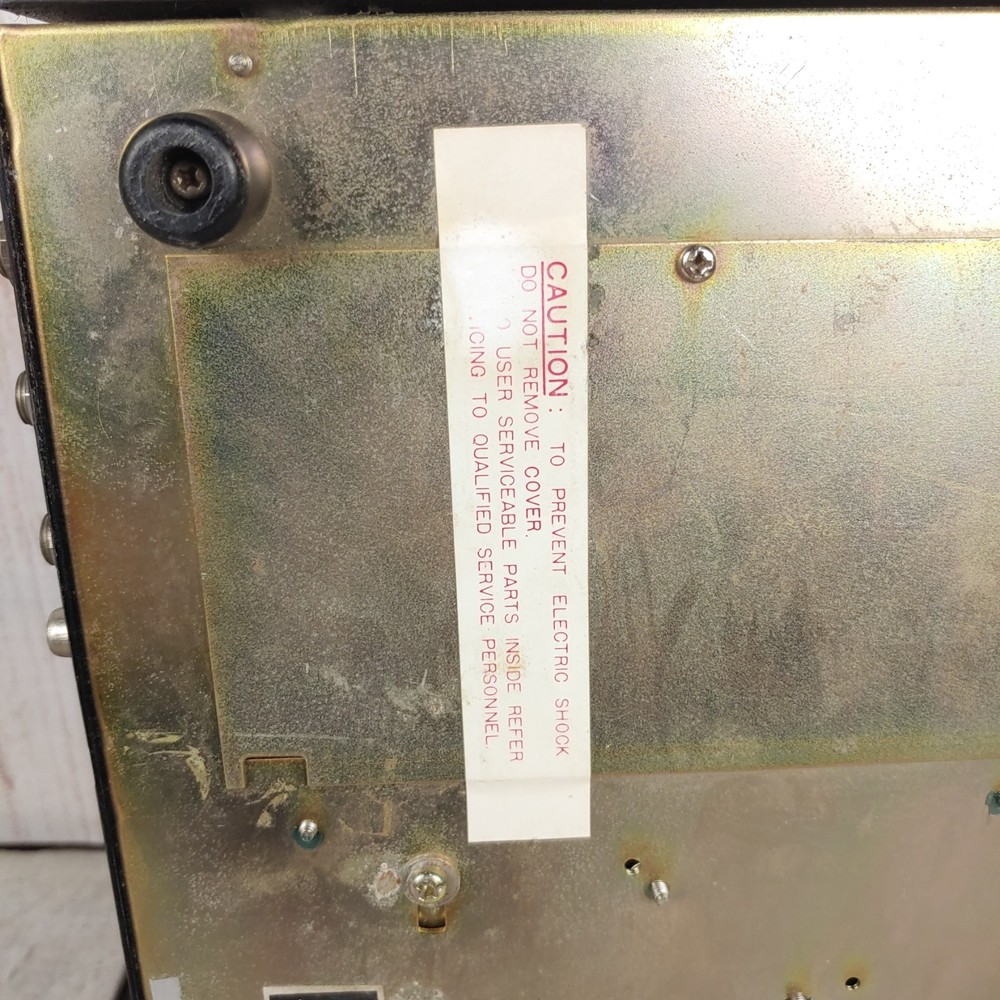 CAUTION: TO PREVENT ELECTRIC SHOCK
DO NOT REMOVE COVER.
USER SERVICEABLE PARTS INSIDE REFER
TO QUALIFIED SERVICE PERSONNEL.